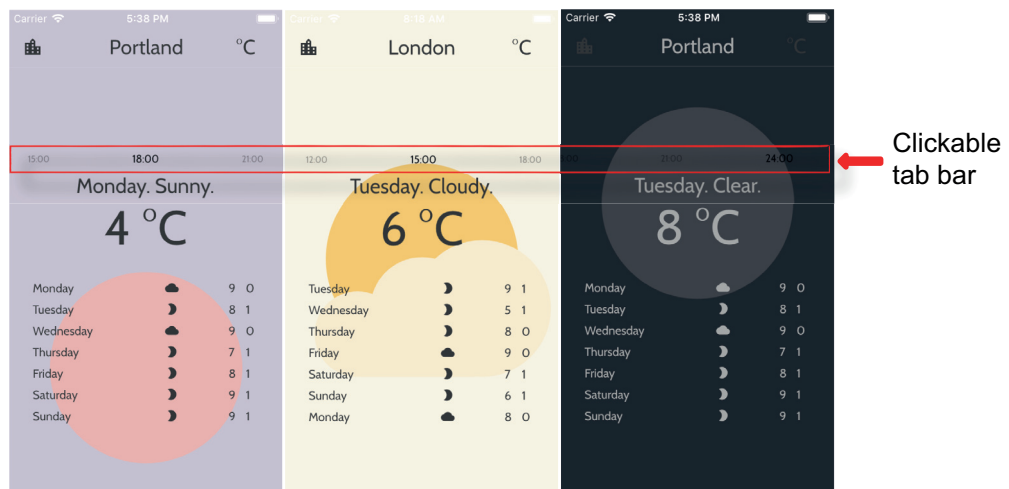 Carrier 5:38 PM
Portland °C
15:00 18:00 21:00
Monday. Sunny.
4 °C
Monday 9 0
Tuesday 8 1
Wednesday 9 0
Thursday 7 1
Friday 8 1
Saturday 9 1
Sunday 9 1
Carrier 8:18 AM
London °C
12:00 15:00 18:00
Tuesday. Cloudy.
6 °C
Tuesday 9 1
Wednesday 5 1
Thursday 8 0
Friday 9 0
Saturday 7 1
Sunday 6 1
Monday 8 0
Carrier 5:38 PM
Portland °C
21:00 24:00
Tuesday. Clear.
8 °C
Monday 9 0
Tuesday 8 1
Wednesday 9 0
Thursday 7 1
Friday 8 1
Saturday 9 1
Sunday 9 1
Clickable
tab bar